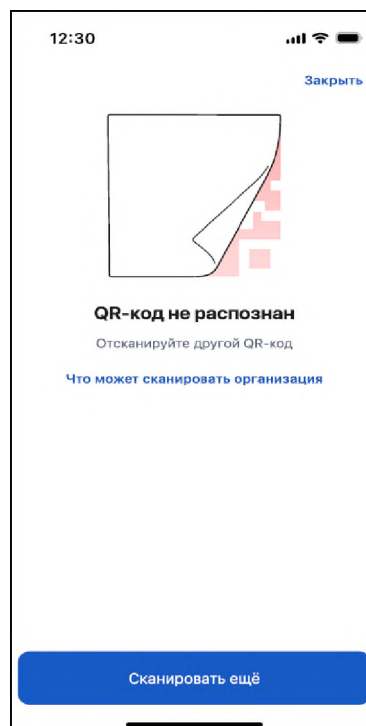 12:30
Закрыть
QR-код не распознан
Отсканируйте другой QR-код
Что может сканировать организация
Сканировать ещё